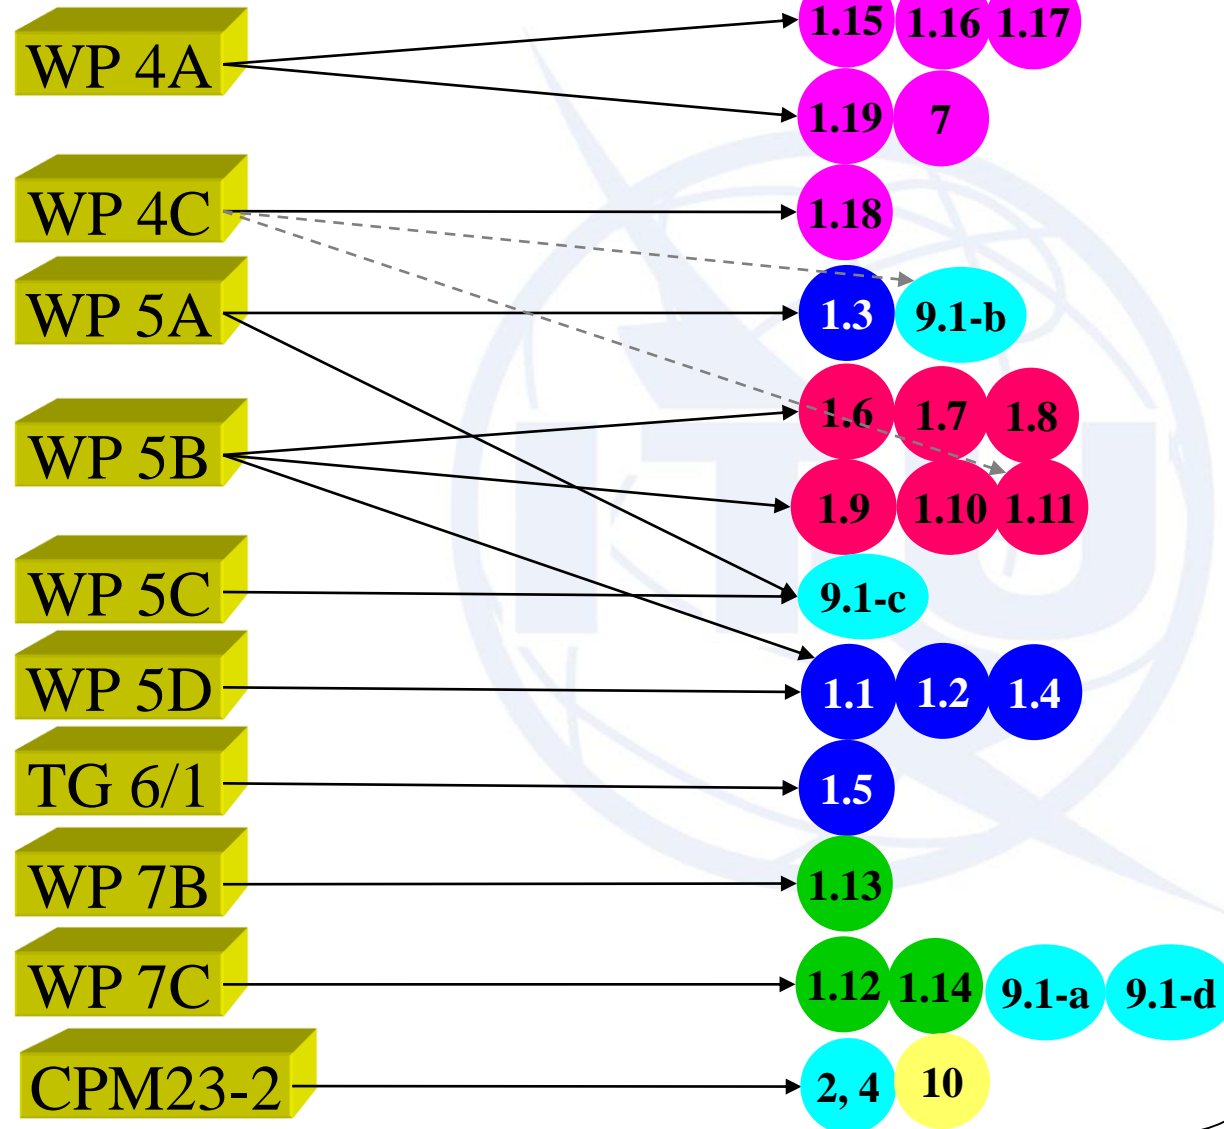 WP 4A 1.15 1.16 1.17
1.19 7
WP 4C 1.18
WP 5A 1.3 9.1-b
WP 5B 1.6 1.7 1.8
1.9 1.10 1.11
WP 5C 9.1-c
WP 5D 1.1 1.2 1.4
TG 6/1 1.5
WP 7B 1.13
WP 7C 1.12 1.14 9.1-a 9.1-d
CPM23-2 2, 4 10
ITU